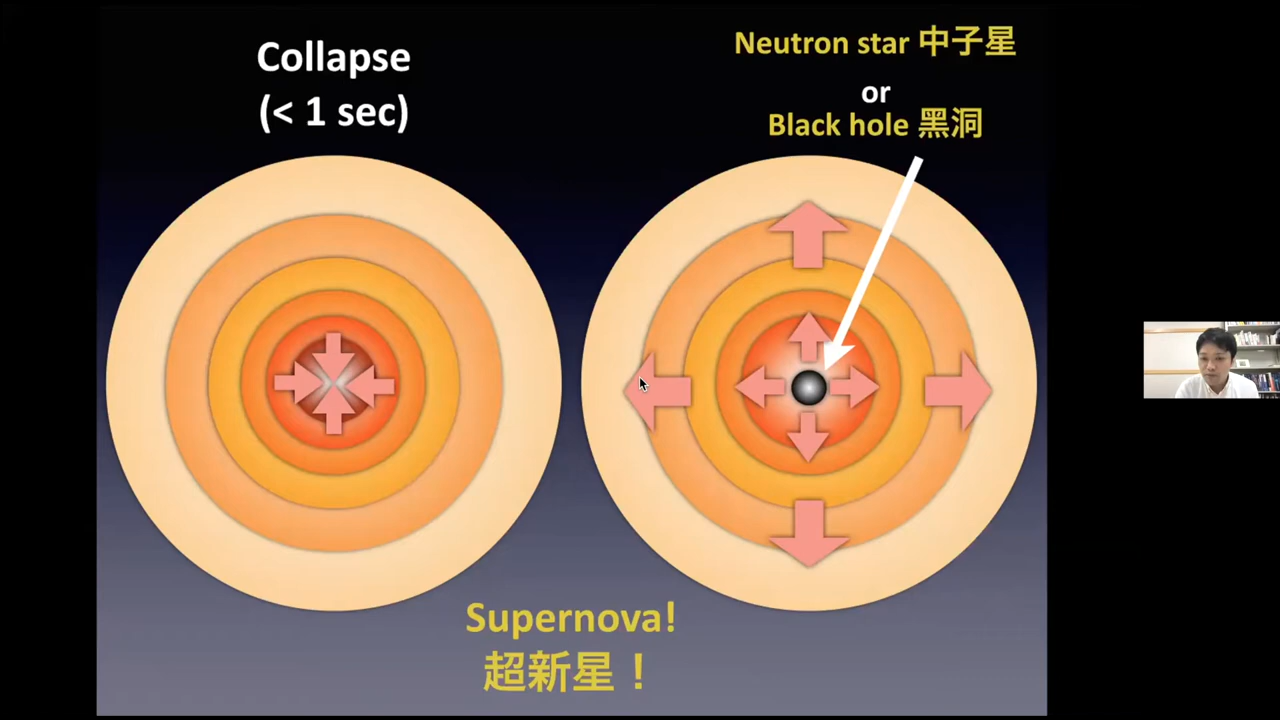 Collapse
(< 1 sec)
Neutron star 中子星
or
Black hole 黑洞
Supernova!
超新星！